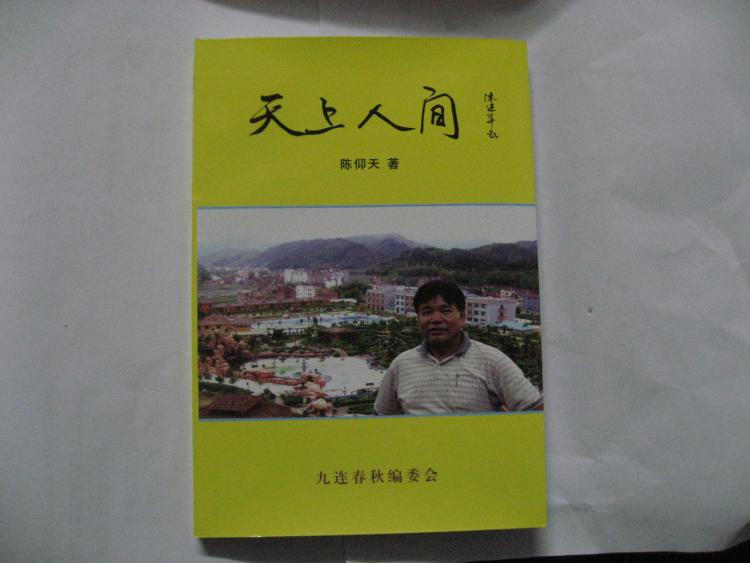 天上人间
陈仰天 著
九连春秋编委会